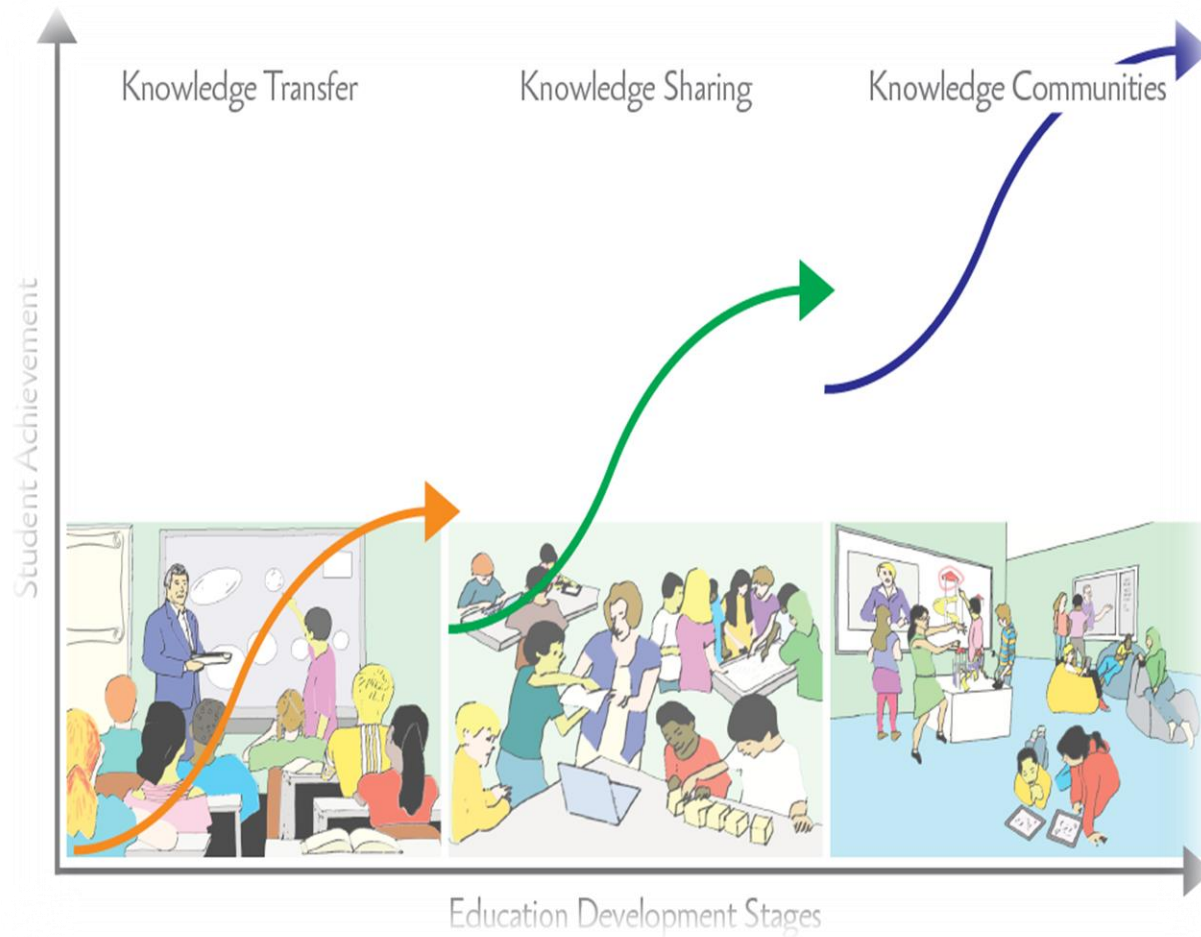 Knowledge Transfer
Knowledge Sharing
Knowledge Communities
Student Achievement
Education Development Stages